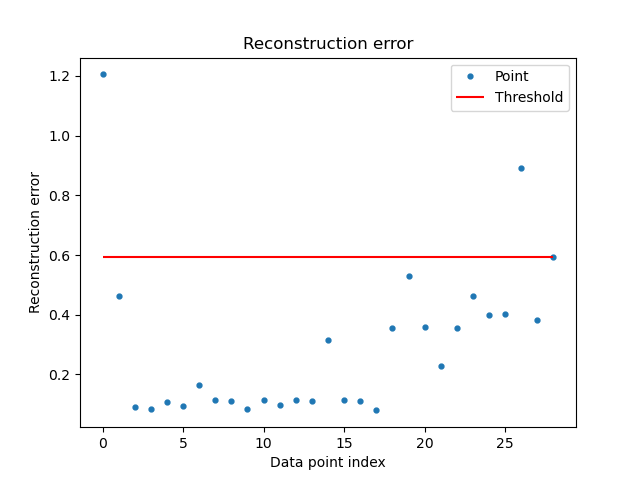 Reconstruction error
Point
Threshold
1.2
1.0
0.8
0.6
0.4
0.2
Reconstruction error
0
5
10
15
20
25
Data point index